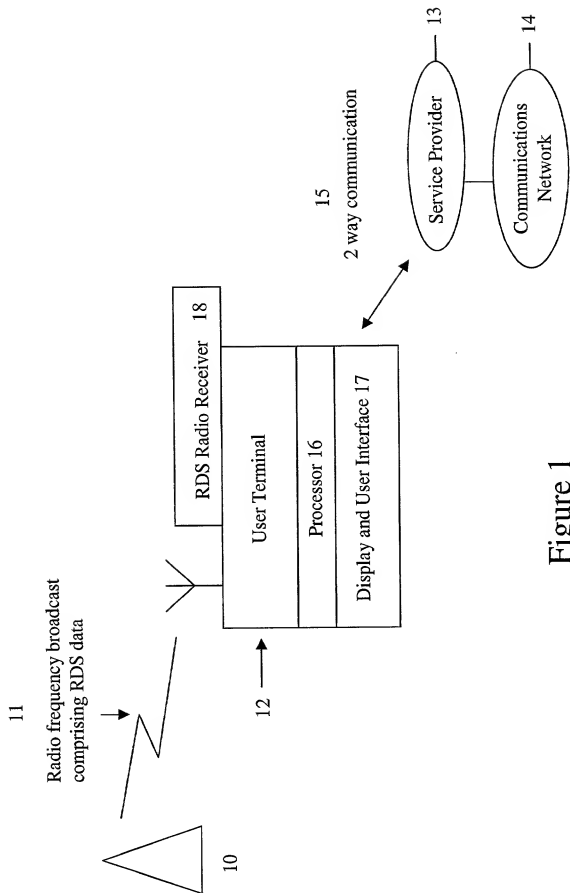 11
Radio frequency broadcast
comprising RDS data
10
12
RDS Radio Receiver 18
User Terminal
Processor 16
Display and User Interface 17
15
2 way communication
Service Provider
13
Communications
Network
14
Figure 1